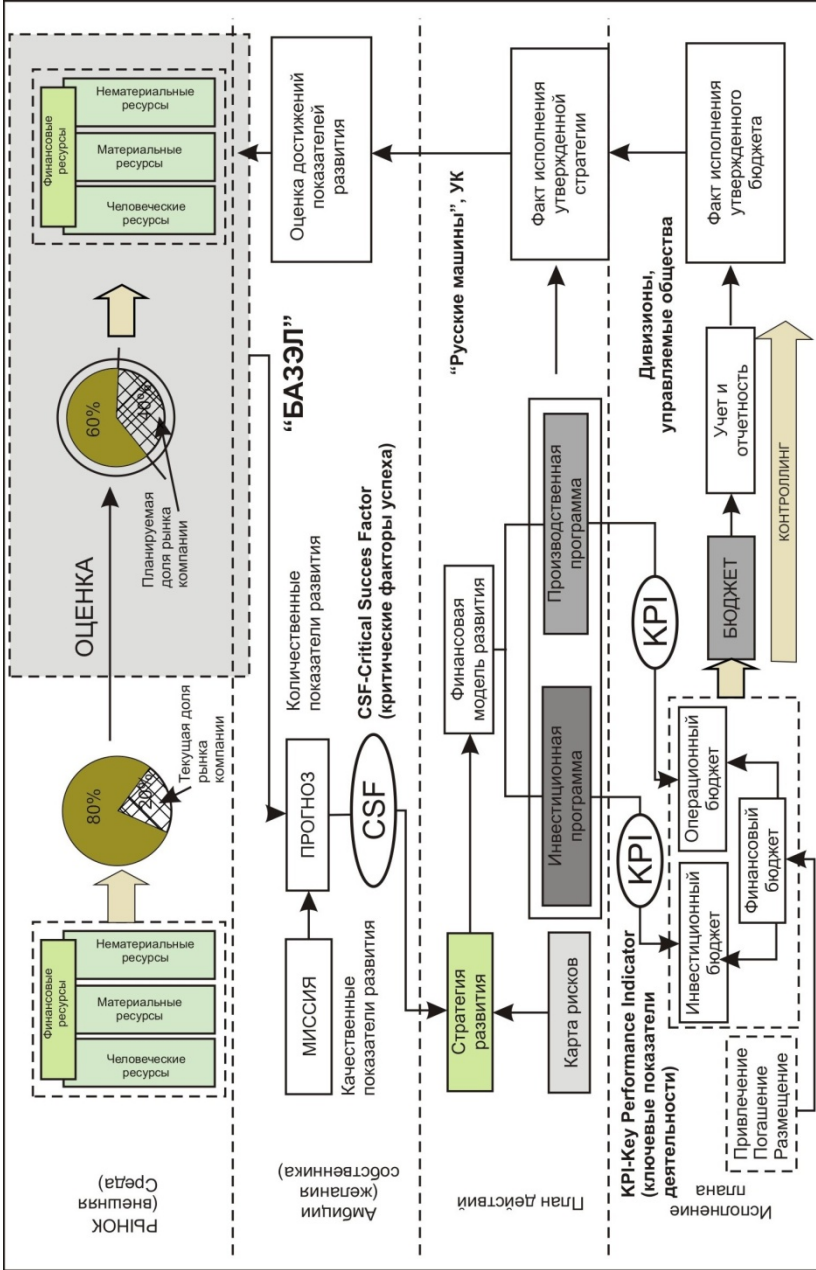 РЫНОК
(внешняя
Среда)
Финансовые
ресурсы
Человеческие
ресурсы
Материальные
ресурсы
Нематериальные
ресурсы
80%
20%
Текущая доля
рынка
компании
ОЦЕНКА
60%
40%
Планируемая
доля рынка
компании
Финансовые
ресурсы
Человеческие
ресурсы
Материальные
ресурсы
Нематериальные
ресурсы
Амбиции
(желания
собственника)
МИССИЯ
Качественные
показатели развития
ПРОГНОЗ
Количественные
показатели развития
CSF
CSF-Critical Succes Factor
(критические факторы успеха)
“БАЗЭЛ”
Оценка достижений
показателей
развития
План действий
Стратегия
развития
Карта рисков
Финансовая
модель развития
Инвестиционная
программа
Производственная
программа
“Русские машины”, УК
Факт исполнения
утвержденной
стратегии
Исполнение
плана
KPI-Key Performance Indicator
(ключевые показатели
деятельности)
KPI
KPI
Привлечение
Погашение
Размещение
Инвестиционный
бюджет
Операционный
бюджет
Финансовый
бюджет
БЮДЖЕТ
Учет и
отчетность
КОНТРОЛЛИНГ
Дивизионы,
управляемые общества
Факт исполнения
утвержденного
бюджета